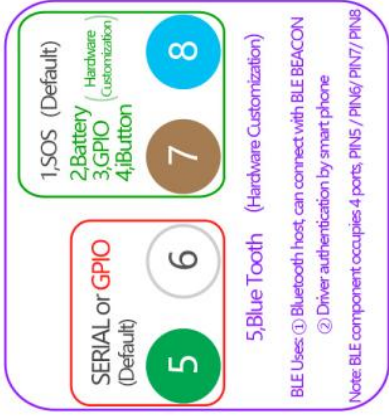 SERIAL or GPIO
(Default)
5
6
1,SOS (Default)
2,Battery
3,GPIO
4,iButton
( Hardware
Customization)
7
8
5,Blue Tooth (Hardware Customization)
BLE Uses: ① Bluetooth host, can connect with BLE BEACON
② Driver authentication by smart phone
Note: BLE component occupies 4 ports, PIN5 / PIN6/ PIN7/ PIN8